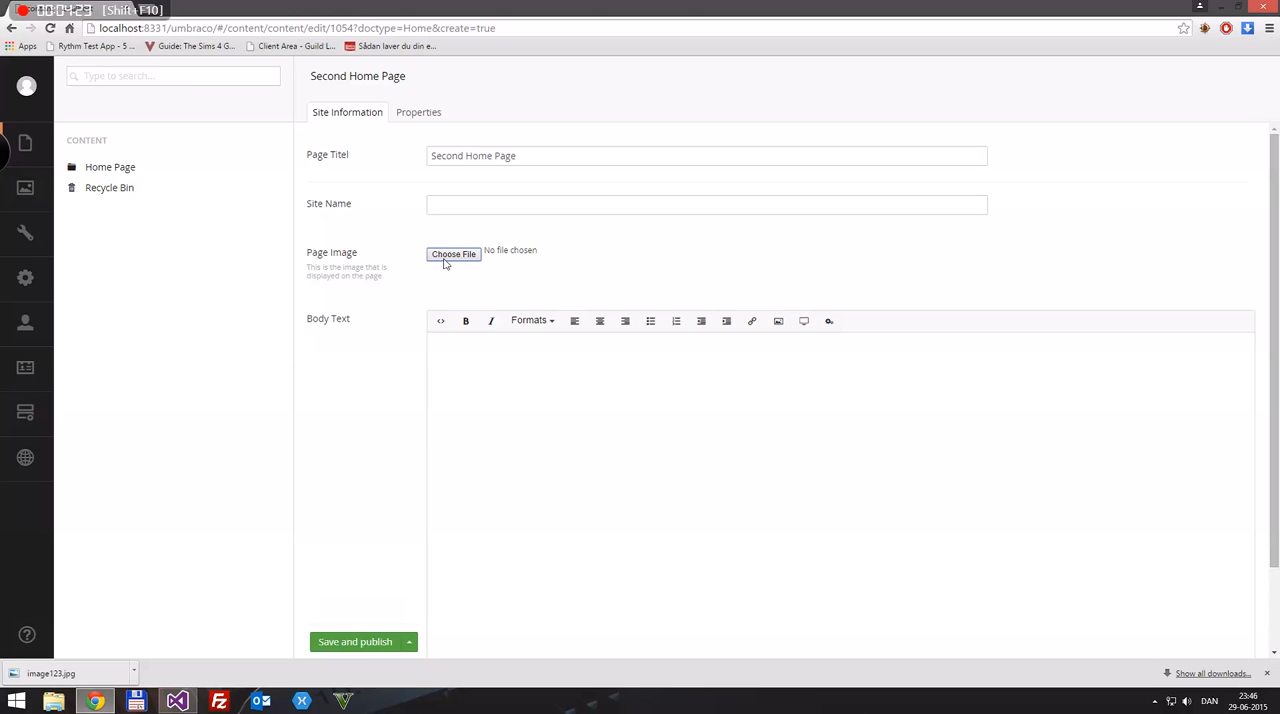 00:04:23 [Shift+F10]
localhost:8331/umbraco/#/content/content/edit/1054?doctype=Home&create=true
Apps
Rythm Test App - 5 ...
Guide: The Sims 4 G...
Client Area - Guild L...
Sådan laver du din e...
Type to search...
Second Home Page
Site Information
Properties
CONTENT
Home Page
Recycle Bin
Page Titel
Second Home Page
Site Name
Page Image
This is the image that is
displayed on the page
Choose File
No file chosen
Body Text
Formats
Save and publish
image123.jpg
Show all downloads...
DAN
23:46
29-06-2015